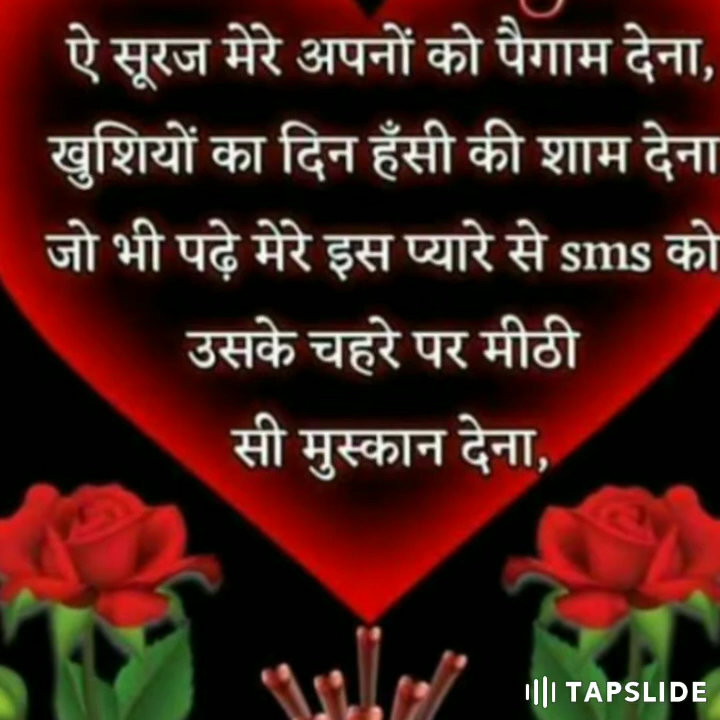 ऐ सूरज मेरे अपनों को पैगाम देना,
खुशियों का दिन हँसी की शाम देना
जो भी पढ़े मेरे इस प्यारे से sms को
उसके चहरे पर मीठी
सी मुस्कान देना,
TAPSLIDE